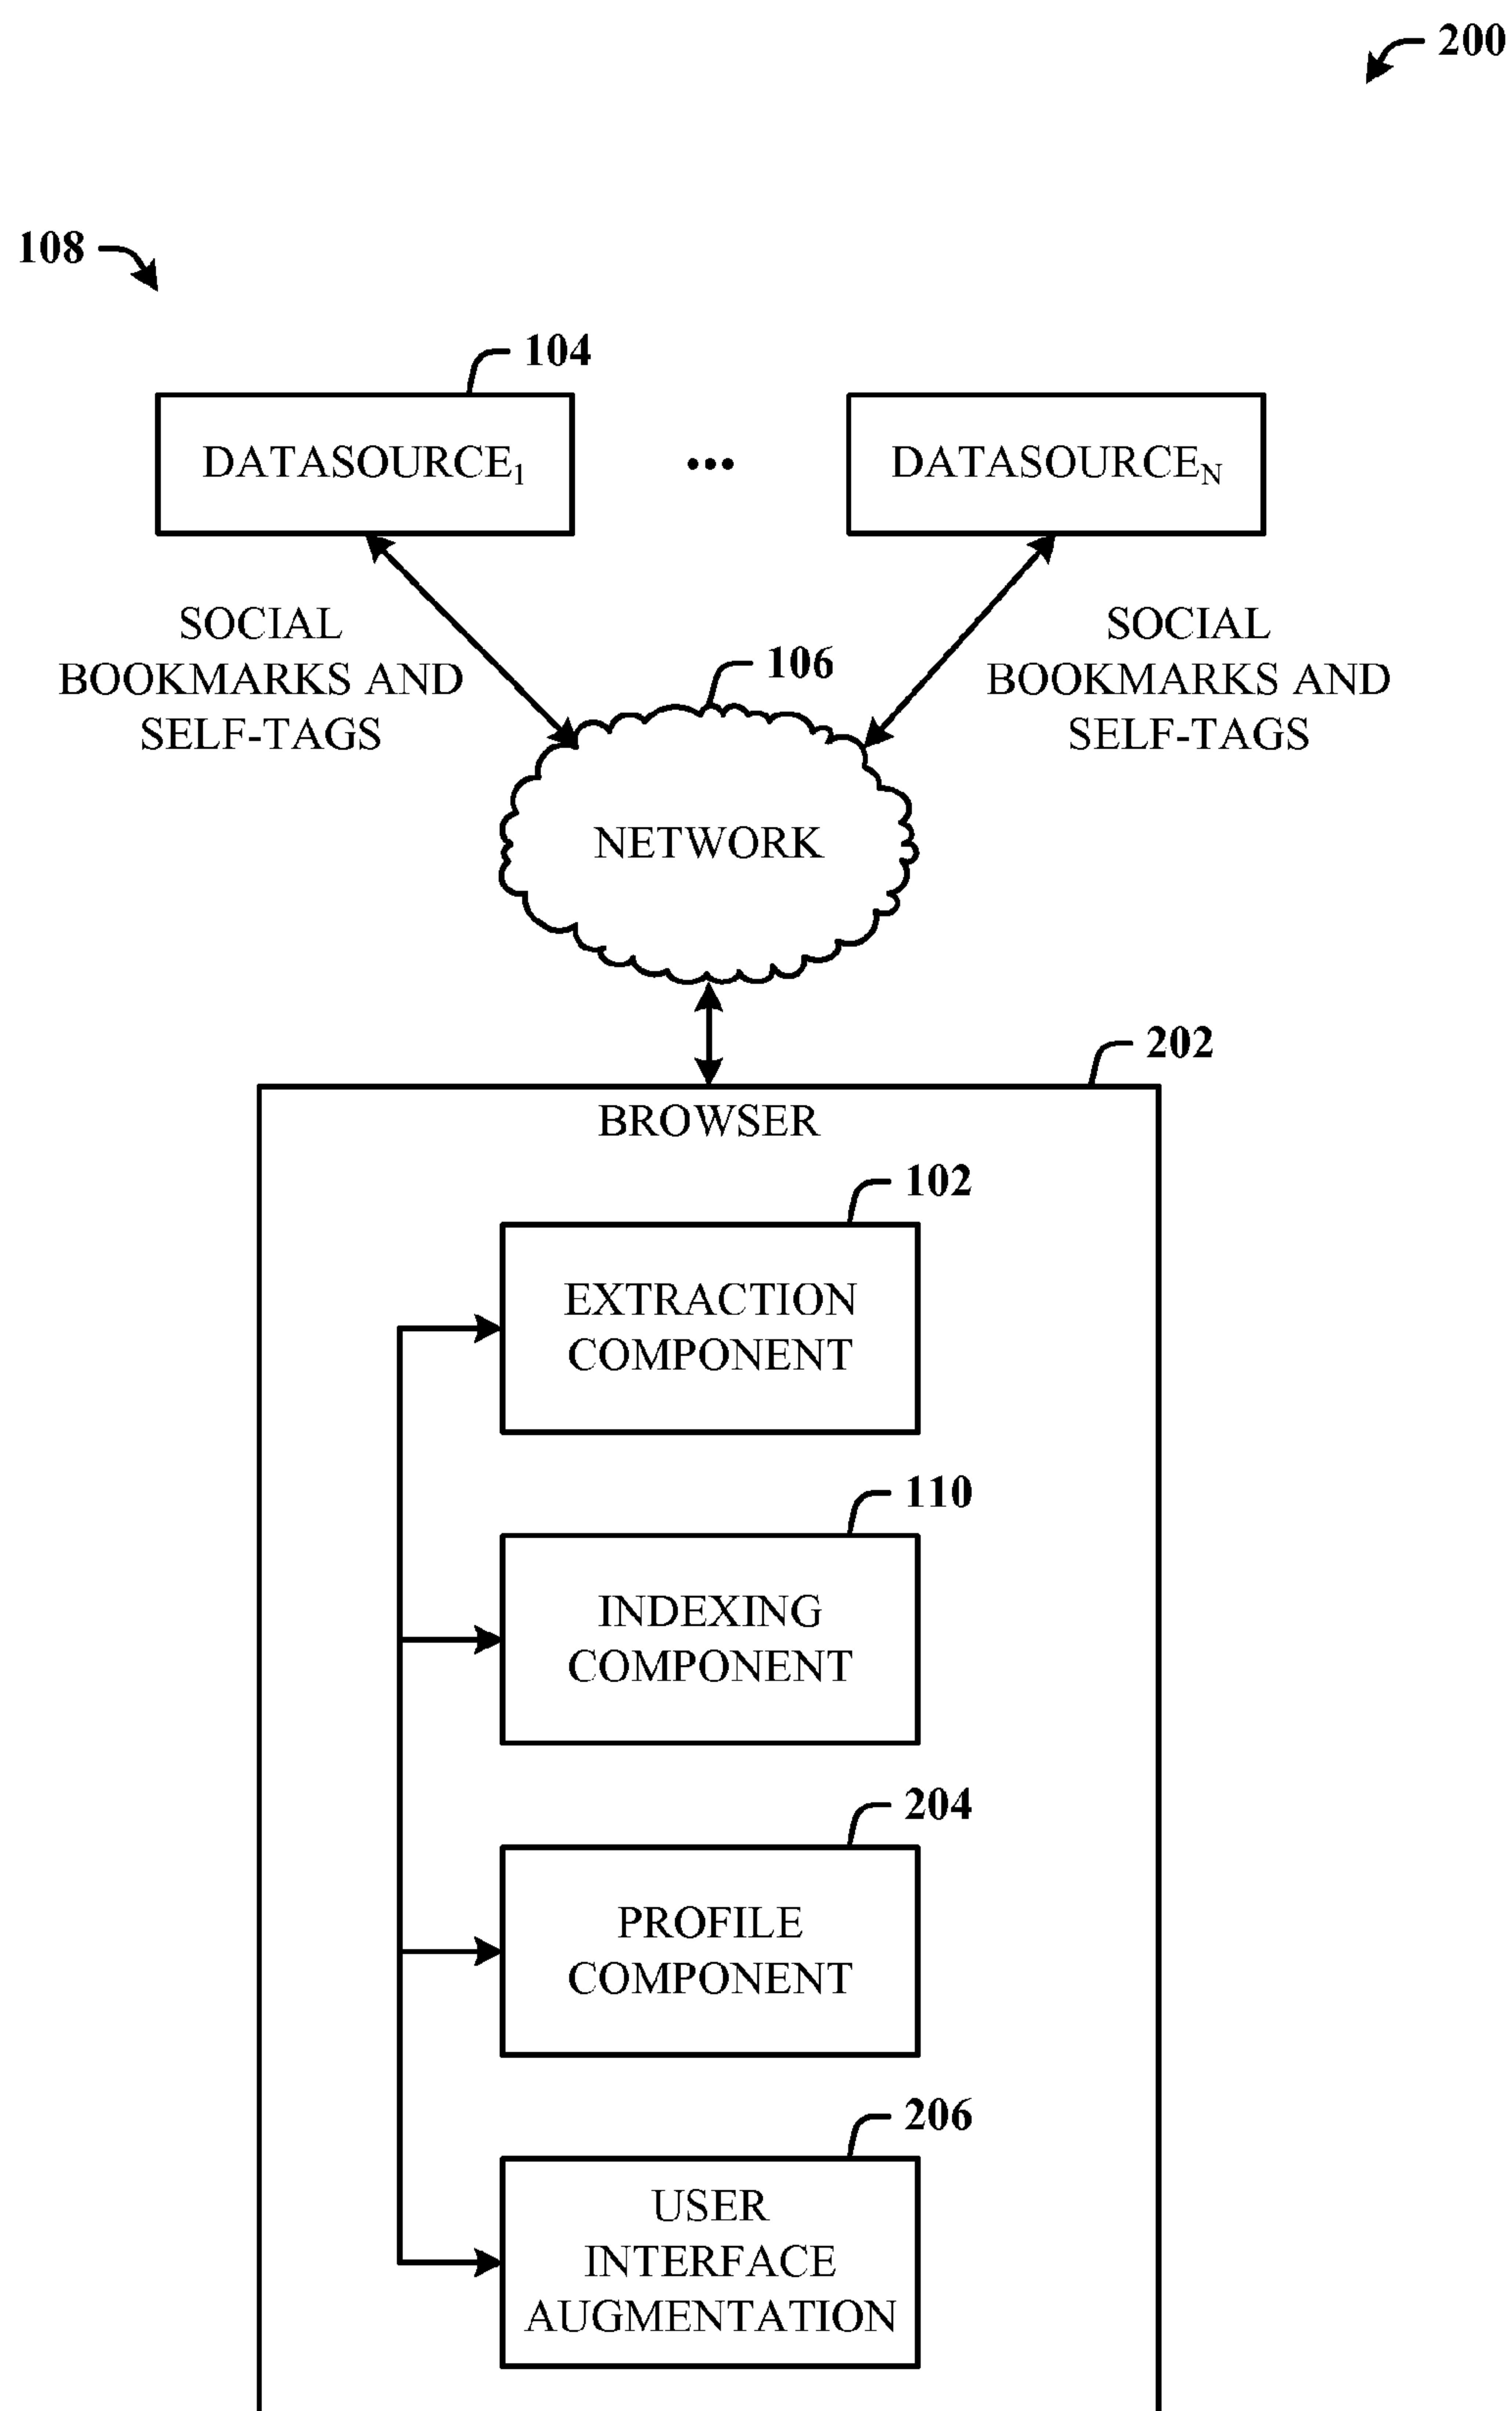 200
108
104
DATASOURCE1
...
DATASOURCEN
SOCIAL
BOOKMARKS AND
SELF-TAGS
SOCIAL
BOOKMARKS AND
SELF-TAGS
106
NETWORK
202
BROWSER
102
EXTRACTION
COMPONENT
110
INDEXING
COMPONENT
204
PROFILE
COMPONENT
206
USER
INTERFACE
AUGMENTATION